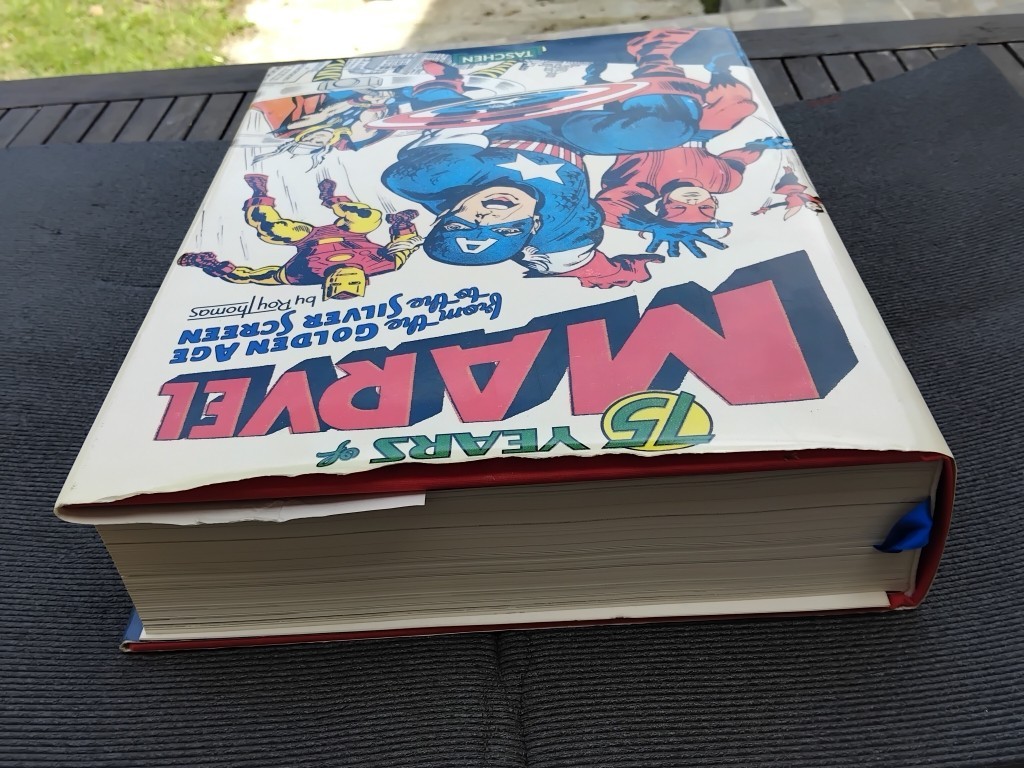 75 YEARS of
MARVEL
from the GOLDEN AGE
to the SILVER SCREEN
by Roy Thomas
A
TASCHEN